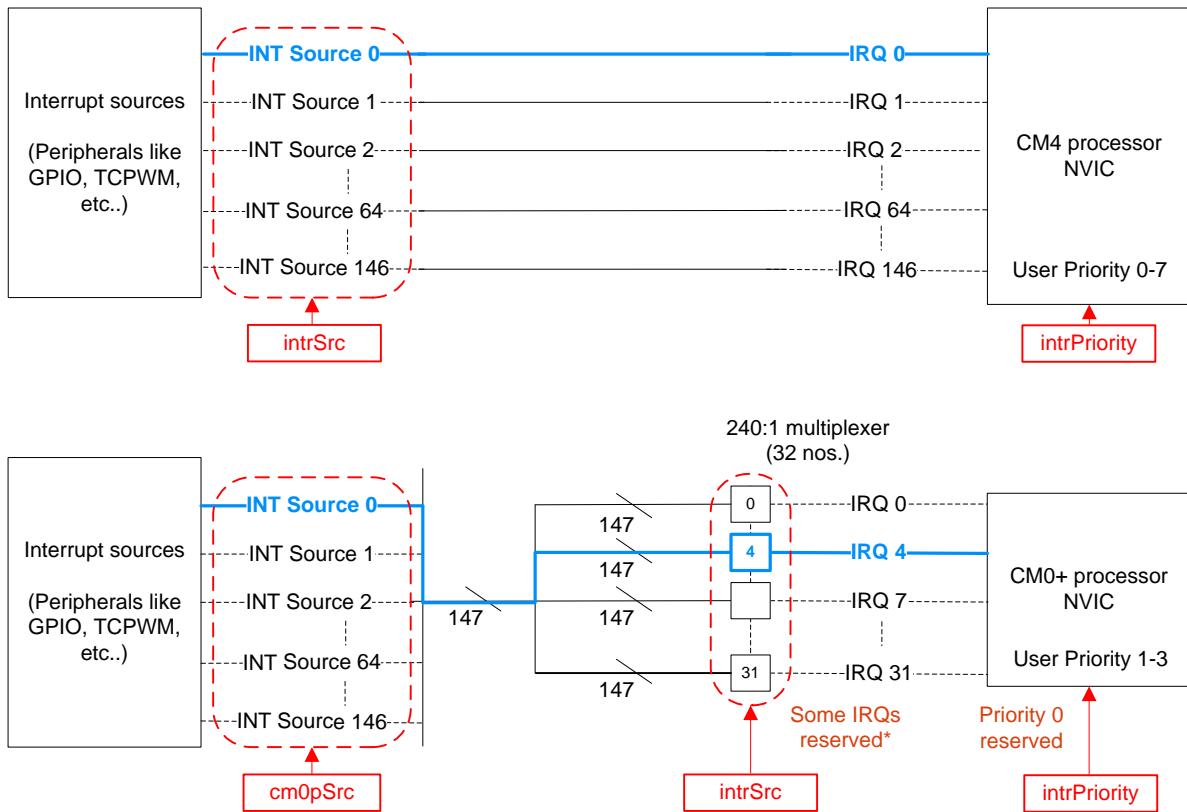 INT Source 0
IRQ 0
Interrupt sources
(Peripherals like
GPIO, TCPWM,
etc..)
INT Source 1
IRQ 1
INT Source 2
IRQ 2
CM4 processor
NVIC
INT Source 64
IRQ 64
INT Source 146
IRQ 146
User Priority 0-7
intrSrc
intrPriority
240:1 multiplexer
(32 nos.)
INT Source 0
147
0
IRQ 0
Interrupt sources
(Peripherals like
GPIO, TCPWM,
etc..)
INT Source 1
147
4
IRQ 4
CM0+ processor
NVIC
INT Source 2
147
147
IRQ 7
INT Source 64
147
31
IRQ 31
User Priority 1-3
INT Source 146
Some IRQs
reserved*
Priority 0
reserved
cm0pSrc
intrSrc
intrPriority